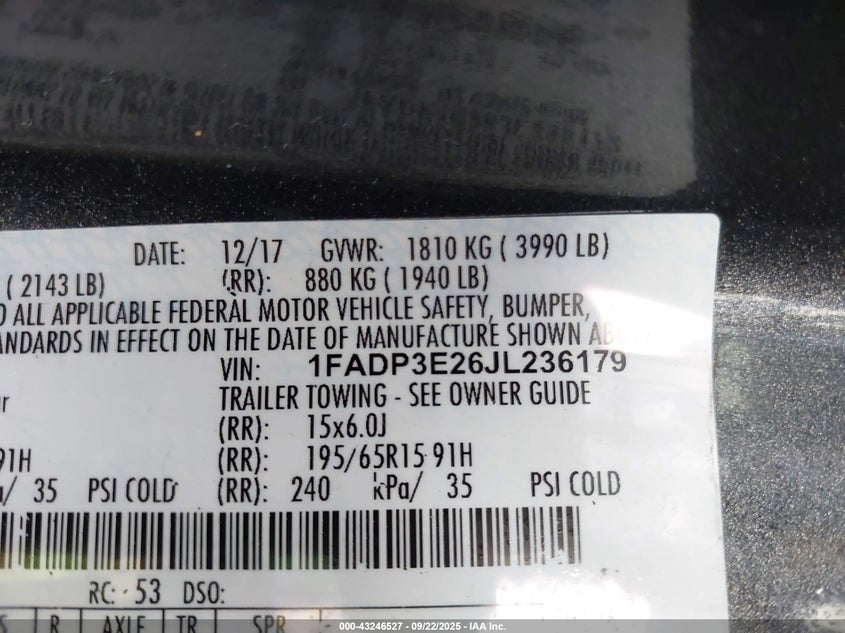 DATE: 12/17 GVWR: 1810 KG ( 3990 LB)
( 2143 LB) (RR): 880 KG ( 1940 LB)
O ALL APPLICABLE FEDERAL MOTOR VEHICLE SAFETY, BUMPER,
ANDARDS IN EFFECT ON THE DATE OF MANUFACTURE SHOWN
VIN: 1FADP3E26JL236179
TRAILER TOWING - SEE OWNER GUIDE
(RR): 15x6.0J
91H (RR): 195/65R15 91H
/ 35 PSI COLD (RR): 240 kPa/ 35 PSI COLD
RC: 53 DSO:
R AXLE TR SPR
000-43246527 - 09/22/2025 - IAA Inc.